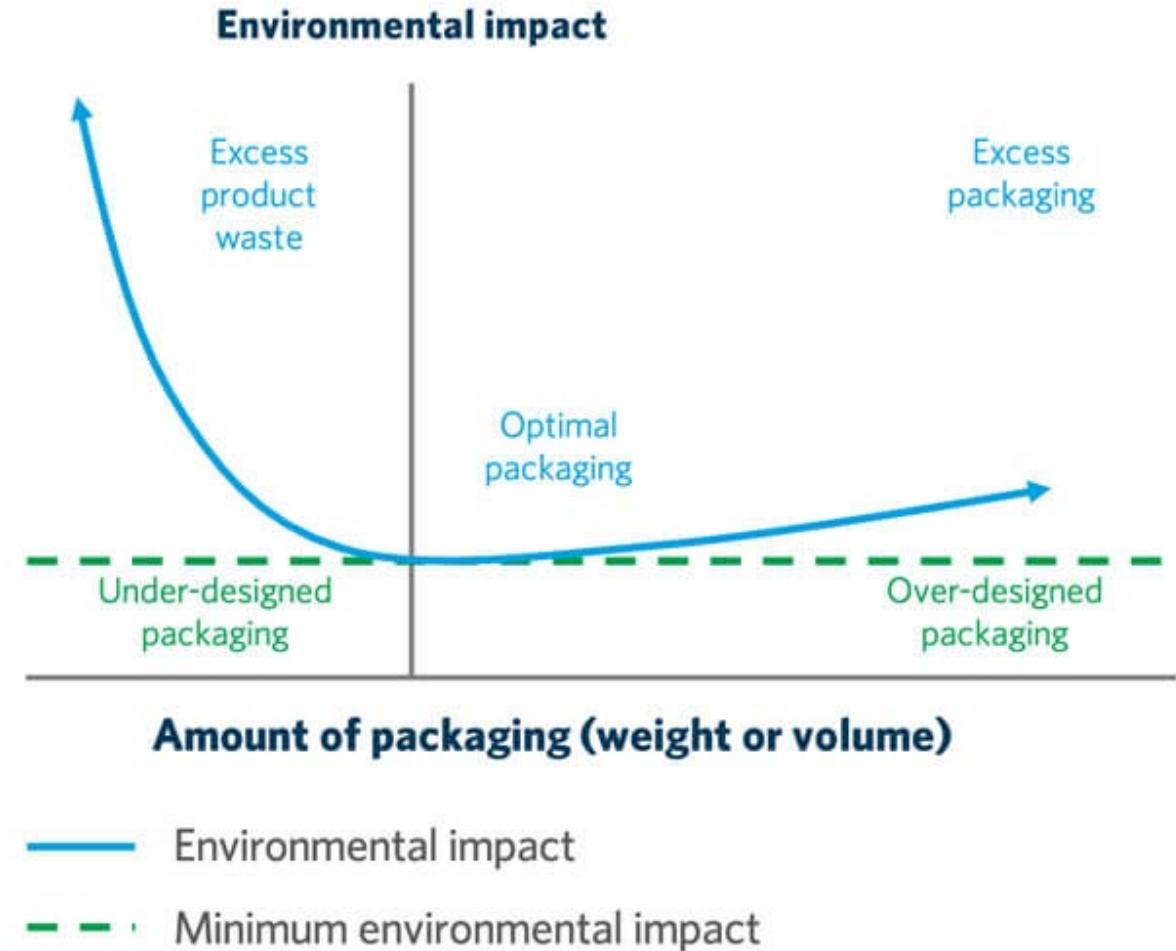 Environmental impact
Excess
product
waste
Excess
packaging
Optimal
packaging
Under-designed
packaging
Over-designed
packaging
Amount of packaging (weight or volume)
Environmental impact
Minimum environmental impact